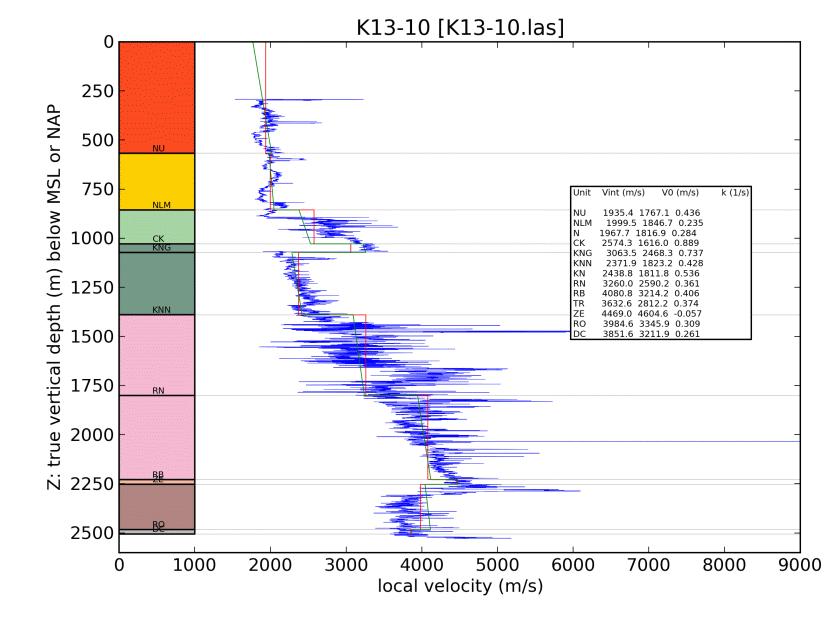 K13-10 [K13-10.las]
Z: true vertical depth (m) below MSL or NAP
0
250
500
750
1000
1250
1500
1750
2000
2250
2500
NU
NLM
CK
KNG
KNN
RN
RB
ZE
RO
DC
Unit Vint (m/s) V0 (m/s) k (1/s)
NU 1935.4 1767.1 0.436
NLM 1999.5 1846.7 0.235
N 1967.7 1816.9 0.284
CK 2574.3 1616.0 0.889
KNG 3063.5 2468.3 0.737
KNN 2371.9 1823.2 0.428
KN 2438.8 1811.8 0.536
RN 3260.0 2590.2 0.361
RB 4080.8 3214.2 0.406
TR 3632.6 2812.2 0.374
ZE 4469.0 4604.6 -0.057
RO 3984.6 3345.9 0.309
DC 3851.6 3211.9 0.261
0 1000 2000 3000 4000 5000 6000 7000 8000 9000
local velocity (m/s)